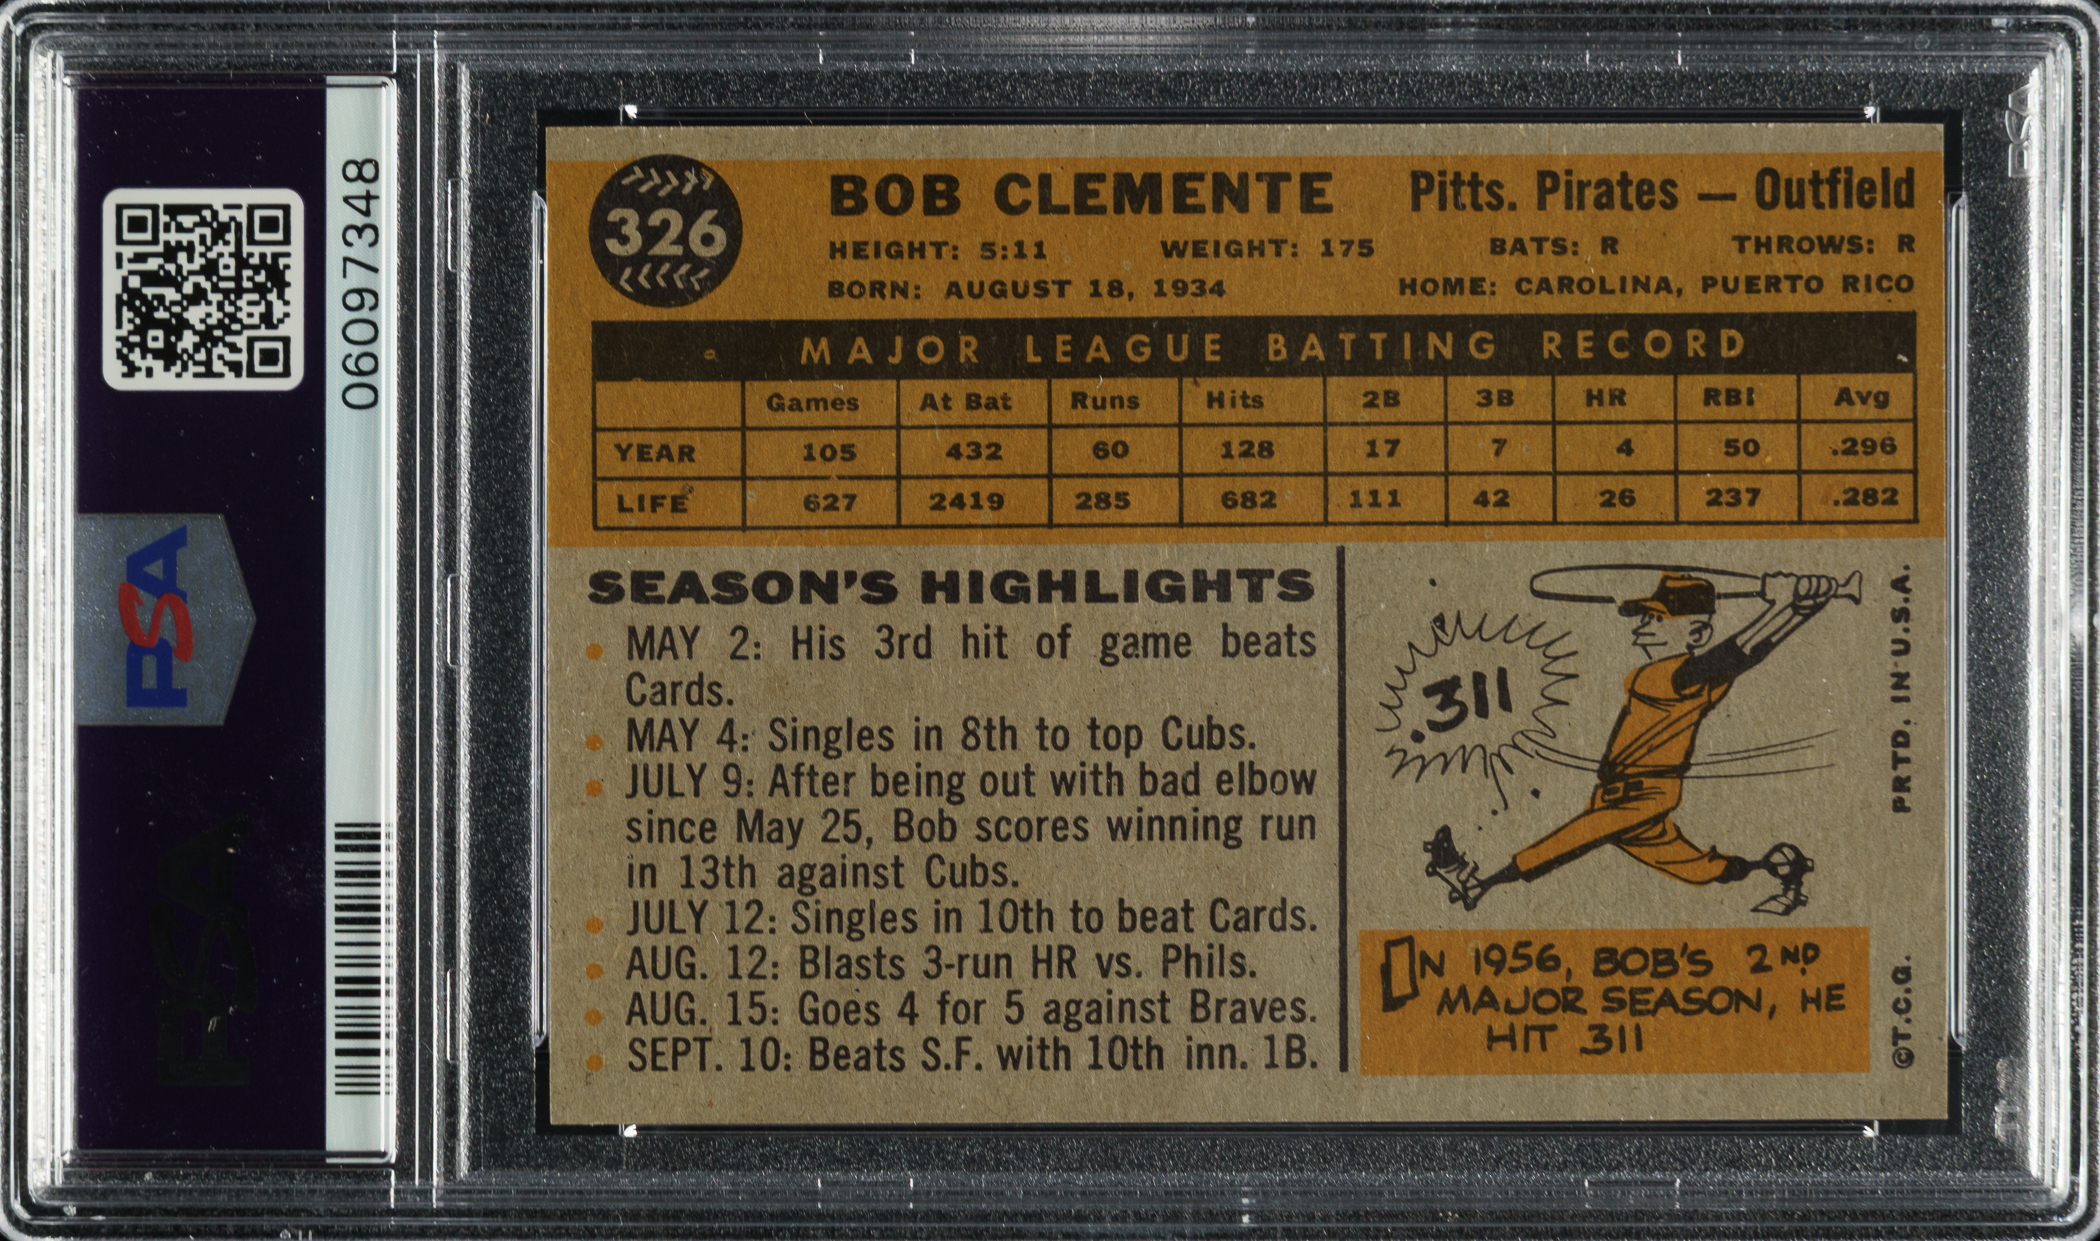 06097348
PSA
PSA
326
BOB CLEMENTE Pitts. Pirates — Outfield
HEIGHT: 5:11 WEIGHT: 175 BATS: R THROWS: R
BORN: AUGUST 18, 1934 HOME: CAROLINA, PUERTO RICO
MAJOR LEAGUE BATTING RECORD
Games At Bat Runs Hits 2B 3B HR RBI Avg
YEAR 105 432 60 128 17 7 4 50 .296
LIFE 627 2419 285 682 111 42 26 237 .282
SEASON'S HIGHLIGHTS
MAY 2: His 3rd hit of game beats
Cards.
MAY 4: Singles in 8th to top Cubs.
JULY 9: After being out with bad elbow
since May 25, Bob scores winning run
in 13th against Cubs.
JULY 12: Singles in 10th to beat Cards.
AUG. 12: Blasts 3-run HR vs. Phils.
AUG. 15: Goes 4 for 5 against Braves.
SEPT. 10: Beats S.F. with 10th inn. 1B.
.311
IN 1956, BOB'S 2ND
MAJOR SEASON, HE
HIT 311
©T.C.G. PRTD. IN U.S.A.
PSA